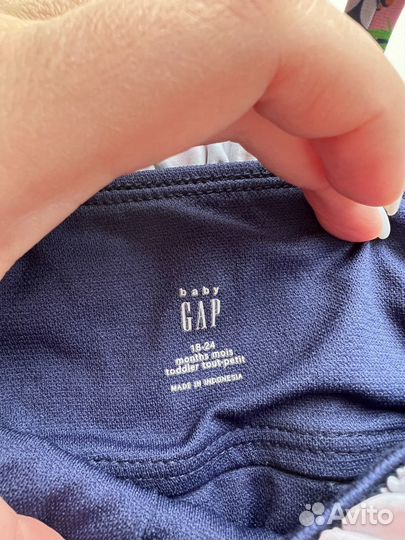 baby
GAP
18-24
months mois
toddler tout-petit
MADE IN INDONESIA
Avito